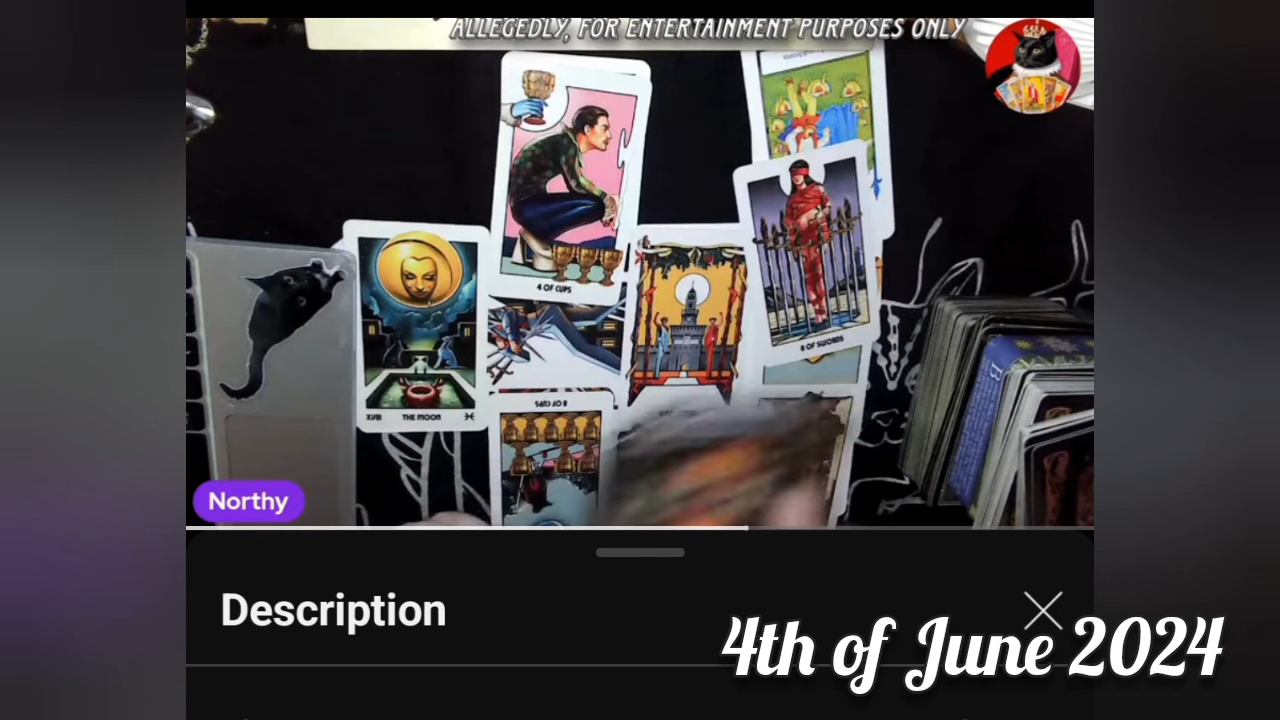 ALLEGEDLY, FOR ENTERTAINMENT PURPOSES ONLY
4 OF CUPS
8 OF SWORDS
XVIII THE MOON
8 OF CUPS
Northy
Description
4th of June 2024